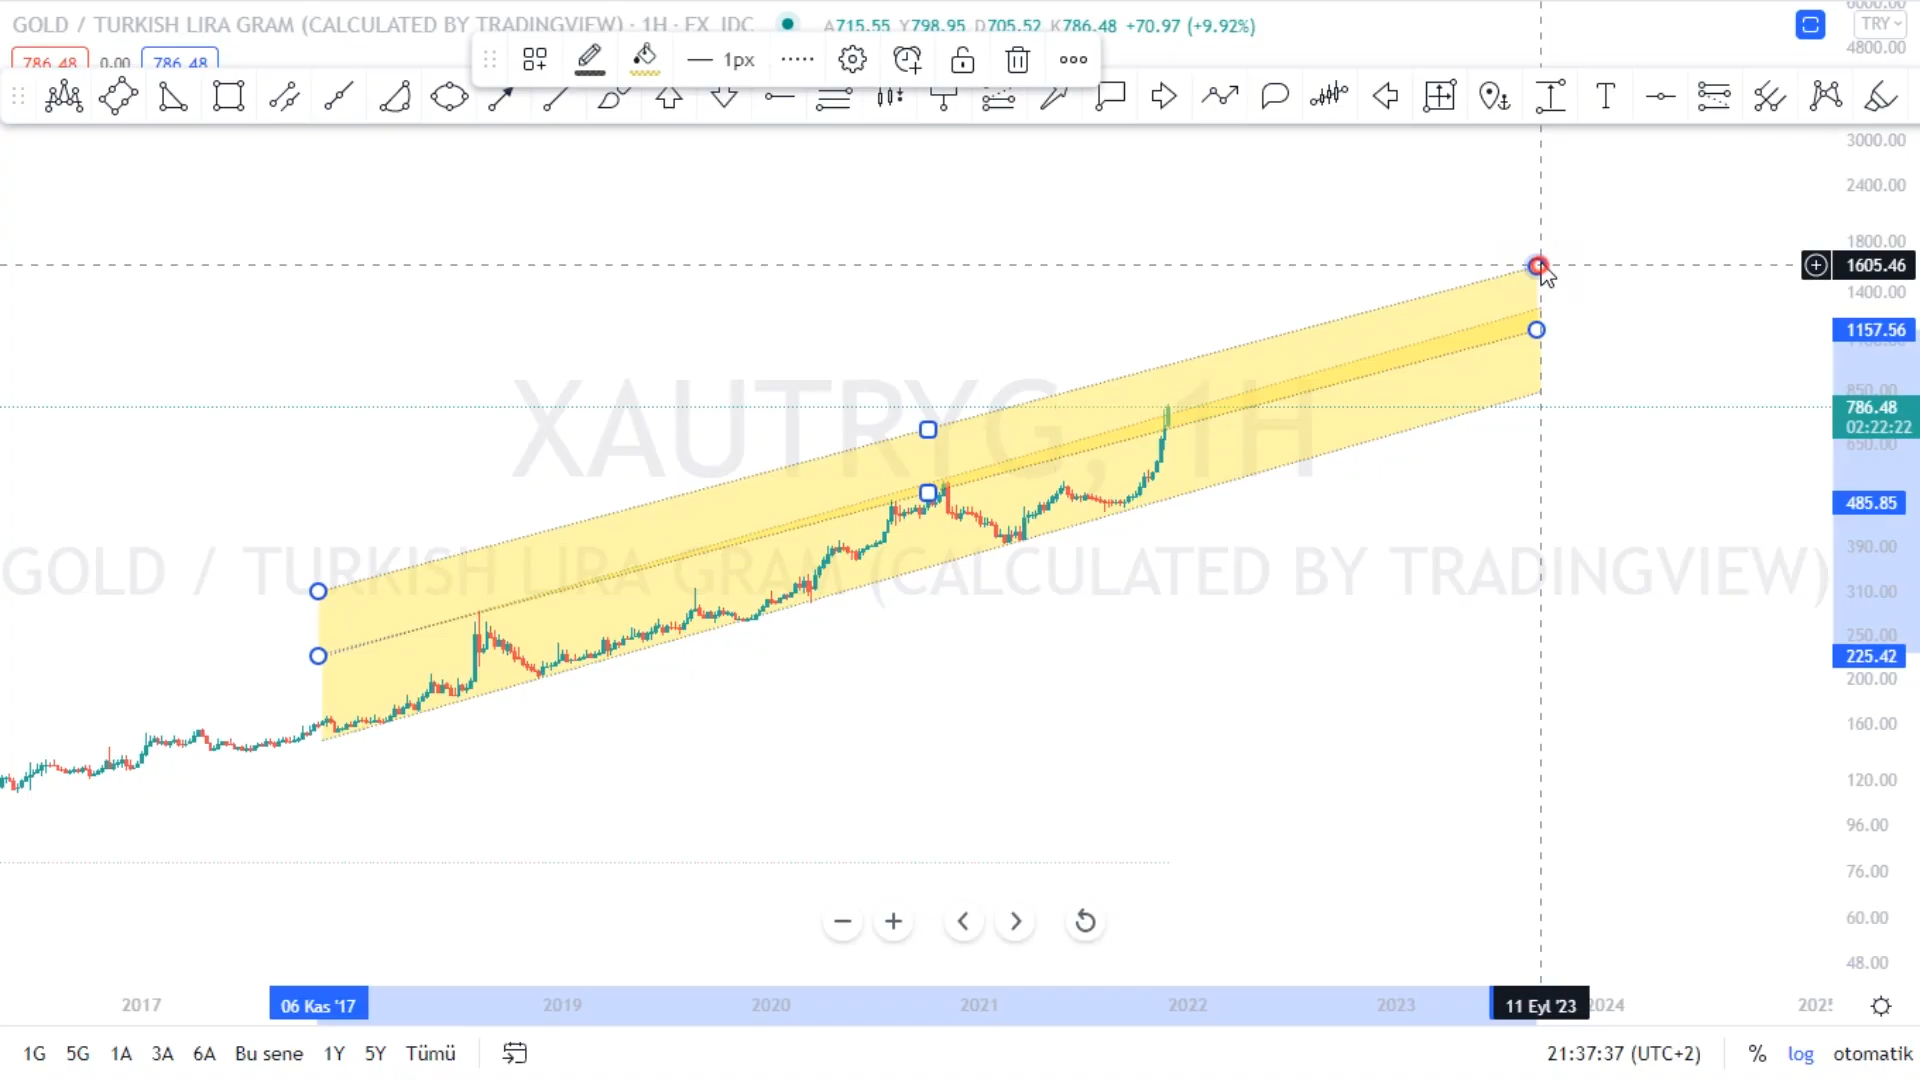 GOLD / TURKISH LIRA GRAM (CALCULATED BY TRADINGVIEW) · 1H · FX_IDC A715.55 Y798.95 D705.52 K786.48 +70.97 (+9.92%)
TRY
786.48 0.00 786.48
1px
4800.00
3000.00
2400.00
1800.00
1605.46
1400.00
1157.56
850.00
786.48
02:22:22
650.00
485.85
390.00
310.00
250.00
225.42
200.00
160.00
120.00
96.00
76.00
60.00
48.00
XAUTRYG, 1H
GOLD / TURKISH LIRA GRAM (CALCULATED BY TRADINGVIEW)
2017 06 Kas '17 2019 2020 2021 2022 2023 11 Eyl '23 2024
1G 5G 1A 3A 6A Bu sene 1Y 5Y Tümü 21:37:37 (UTC+2) % log otomatik